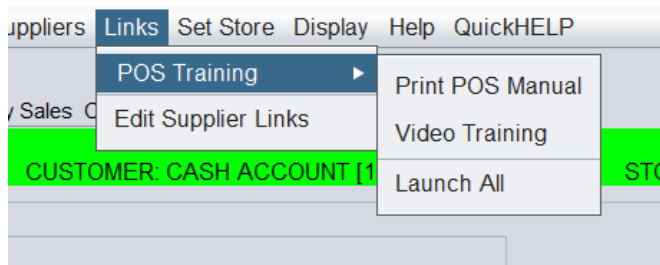 Links Set Store Display Help QuickHELP
POS Training
Print POS Manual
Sales
Edit Supplier Links
Video Training
CUSTOMER: CASH ACCOUNT [1
Launch All